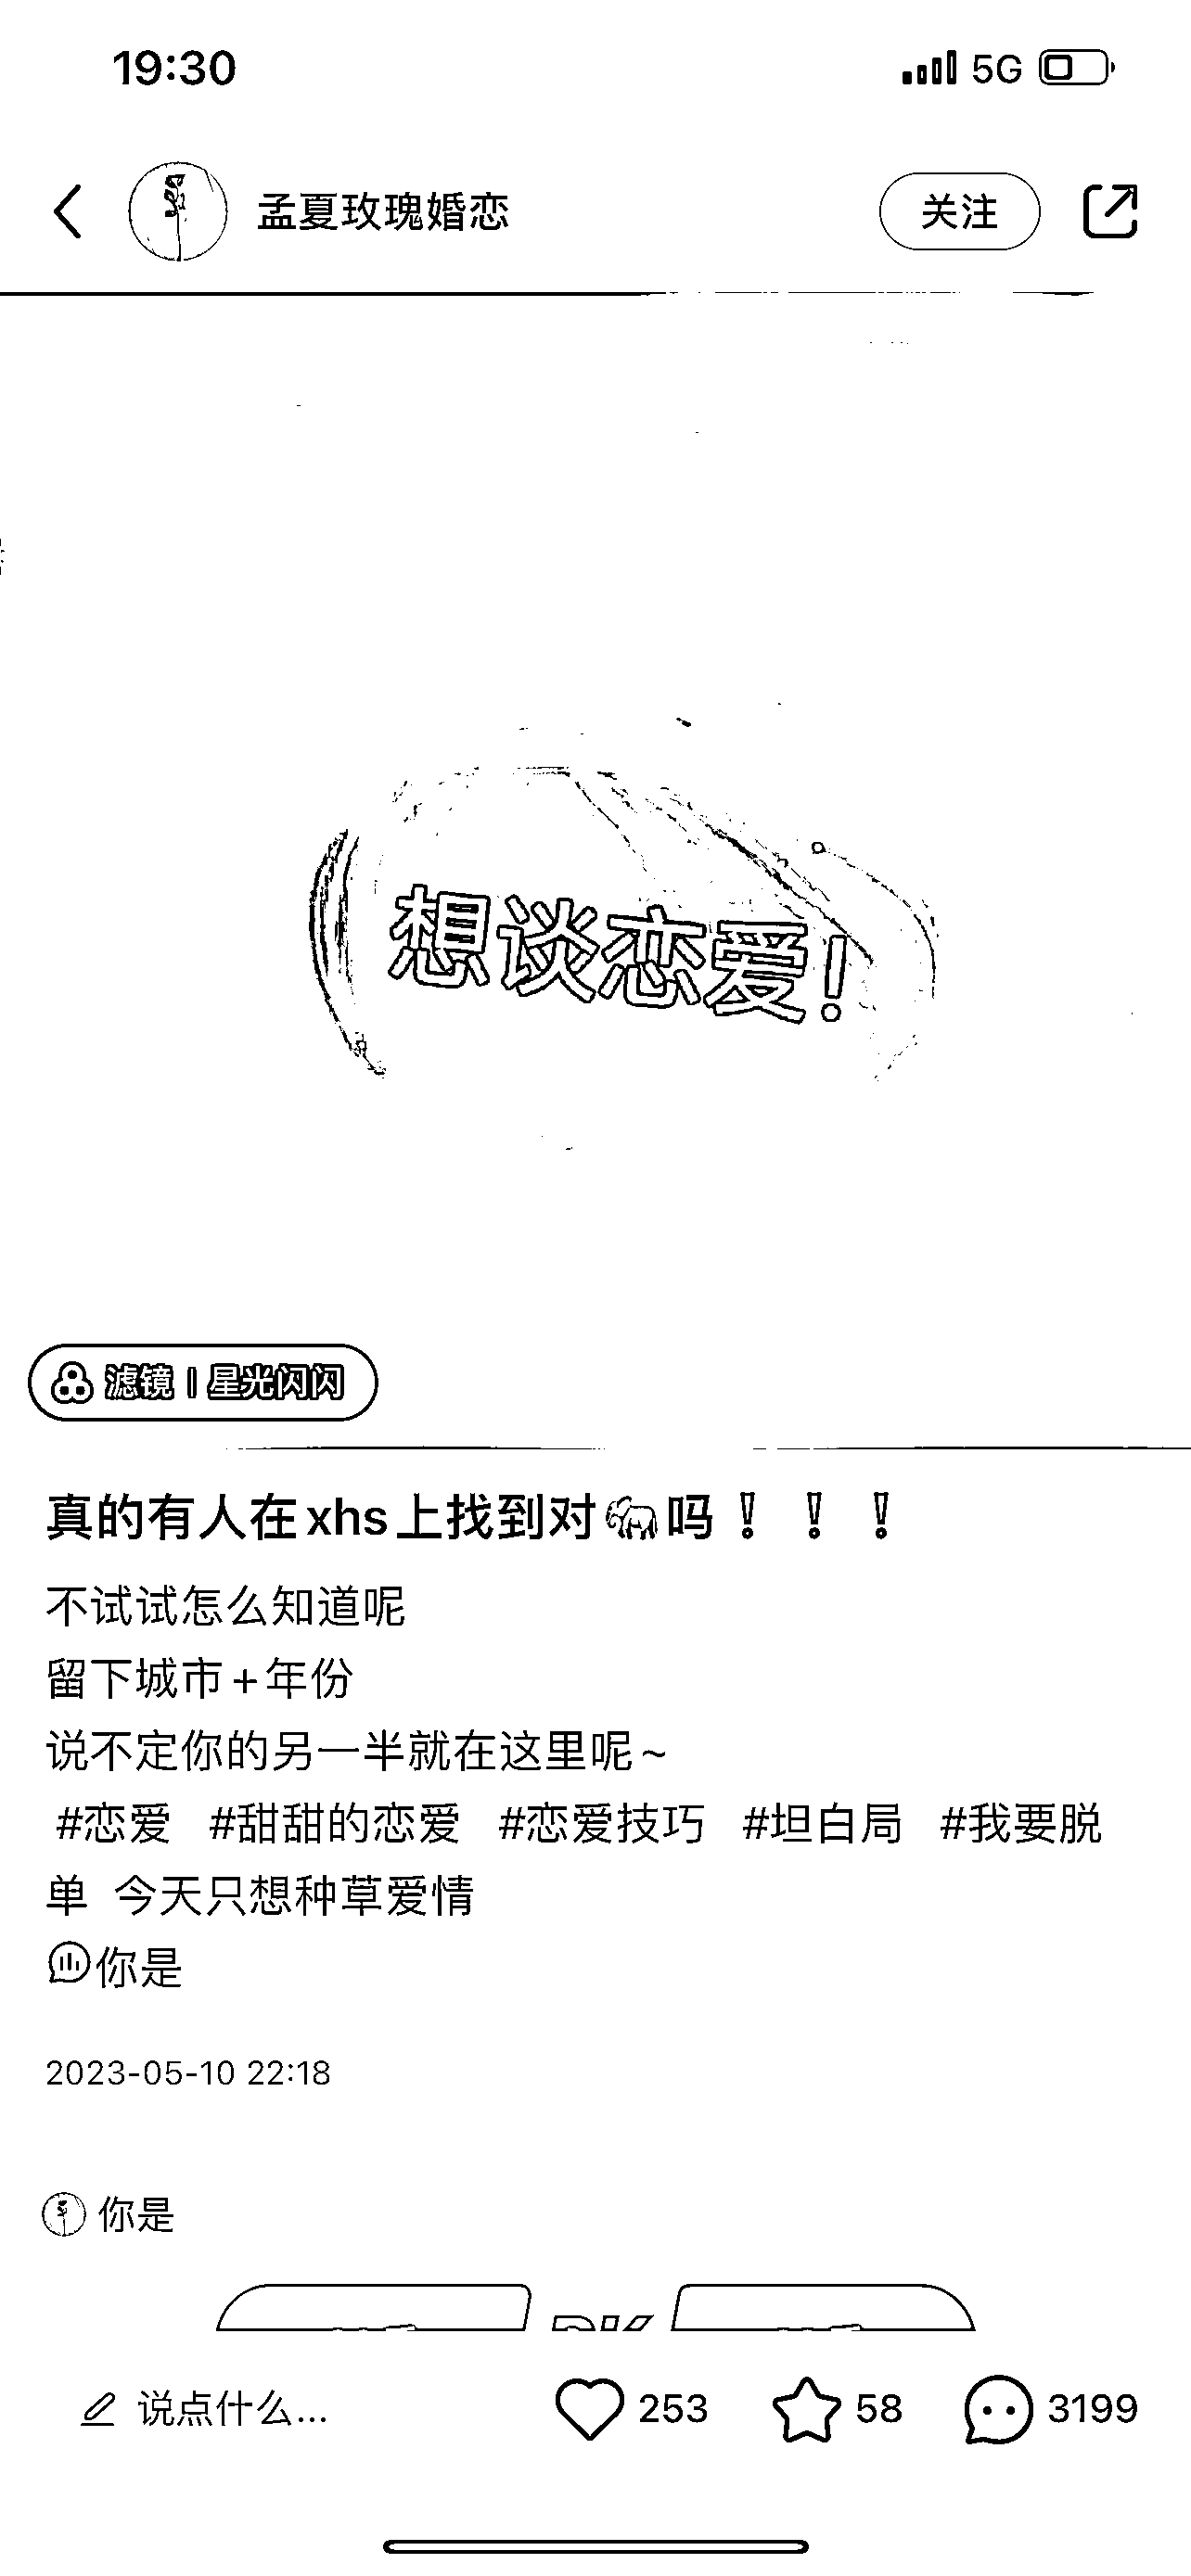 19:30
5G
孟夏玫瑰婚恋
关注
想谈恋爱!
滤镜 | 星光闪闪
真的有人在xhs上找到对🐘吗❗❗❗
不试试怎么知道呢
留下城市+年份
说不定你的另一半就在这里呢~
#恋爱 #甜甜的恋爱 #恋爱技巧 #坦白局 #我要脱
单 今天只想种草爱情
你是
2023-05-10 22:18
你是
说点什么...
253
58
3199